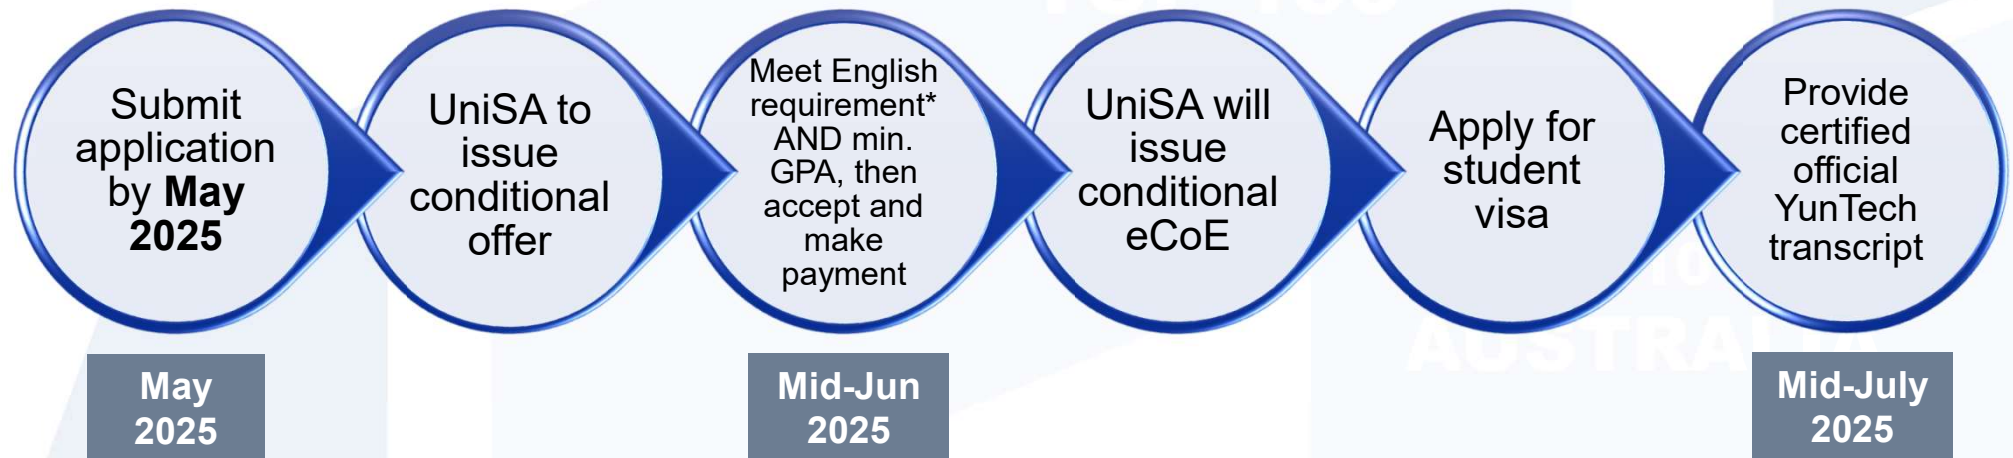 Submit
application
by May
2025
UniSA to
issue
conditional
offer
Meet English
requirement*
AND min.
GPA, then
accept and
make
payment
UniSA will
issue
conditional
eCoE
Apply for
student
visa
Provide
certified
official
YunTech
transcript
May
2025
Mid-Jun
2025
Mid-July
2025
AUSTRALIA